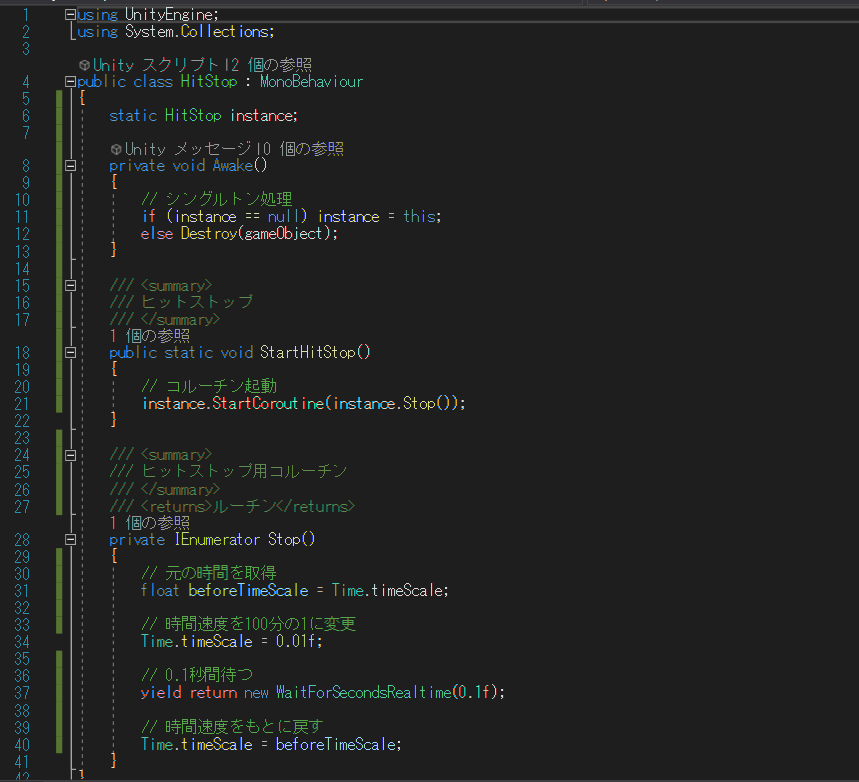 1 using UnityEngine;
2 using System.Collections;
3
Unity スクリプト|2 個の参照
4 public class HitStop : MonoBehaviour
5 {
6 static HitStop instance;
7
Unity メッセージ|0 個の参照
8 private void Awake()
9 {
10 // シングルトン処理
11 if (instance == null) instance = this;
12 else Destroy(gameObject);
13 }
14
15 /// <summary>
16 /// ヒットストップ
17 /// </summary>
1 個の参照
18 public static void StartHitStop()
19 {
20 // コルーチン起動
21 instance.StartCoroutine(instance.Stop());
22 }
23
24 /// <summary>
25 /// ヒットストップ用コルーチン
26 /// </summary>
27 /// <returns>ルーチン</returns>
1 個の参照
28 private IEnumerator Stop()
29 {
30 // 元の時間を取得
31 float beforeTimeScale = Time.timeScale;
32
33 // 時間速度を100分の1に変更
34 Time.timeScale = 0.01f;
35
36 // 0.1秒間待つ
37 yield return new WaitForSecondsRealtime(0.1f);
38
39 // 時間速度をもとに戻す
40 Time.timeScale = beforeTimeScale;
41 }
42 }